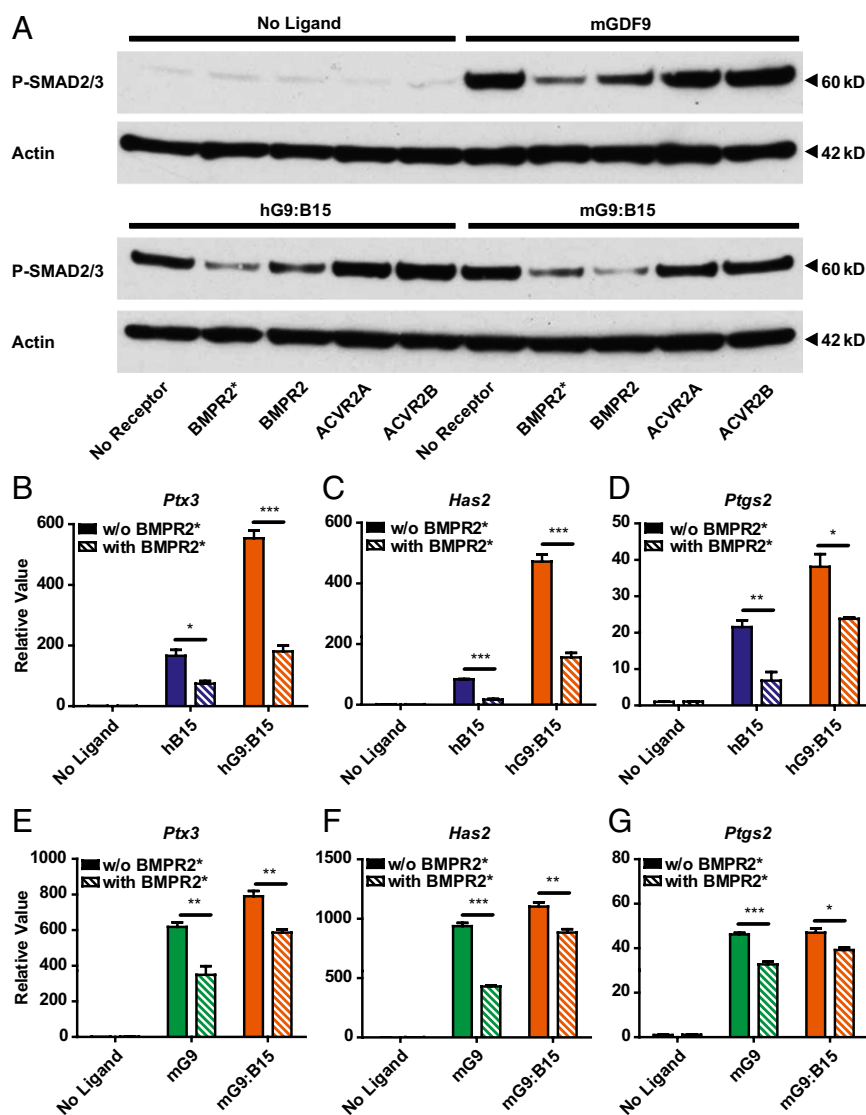 A
No Ligand mGDF9
P-SMAD2/3 ◄60 kD
Actin ◄42 kD
hG9:B15 mG9:B15
P-SMAD2/3 ◄60 kD
Actin ◄42 kD
No Receptor BMPR2* BMPR2 ACVR2A ACVR2B No Receptor BMPR2* BMPR2 ACVR2A ACVR2B
B Ptx3
w/o BMPR2*
with BMPR2*
***
*
Relative Value
600
400
200
0
No Ligand hB15 hG9:B15
C Has2
w/o BMPR2*
with BMPR2*
***
***
600
400
200
0
No Ligand hB15 hG9:B15
D Ptgs2
w/o BMPR2*
with BMPR2*
*
**
50
40
30
20
10
0
No Ligand hB15 hG9:B15
E Ptx3
w/o BMPR2*
with BMPR2*
**
**
Relative Value
1000
800
600
400
200
0
No Ligand mG9 mG9:B15
F Has2
w/o BMPR2*
with BMPR2*
**
***
1500
1000
500
0
No Ligand mG9 mG9:B15
G Ptgs2
w/o BMPR2*
with BMPR2*
***
*
80
60
40
20
0
No Ligand mG9 mG9:B15